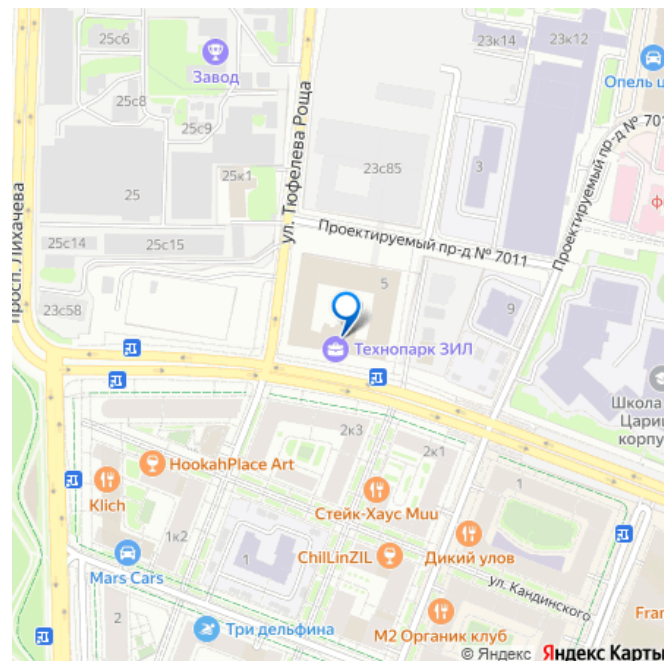 25с6
23к14
23к12
Завод
Опель ц
25с8
25с9
23с85
3
25к1
25
ул. Тюфелева Роща
просп. Лихачева
Проектируемый пр-д № 7011
Проектируемый пр-д № 701
ф
25с14
25с15
5
23с58
9
Технопарк ЗИЛ
Школа
Цариц
корпу
2к3
2к1
HookahPlace Art
Klich
Стейк-Хаус Muu
1
1к2
ChilLinZIL
Дикий улов
1
Mars Cars
ул. Кандинского
2
Три дельфина
М2 Органик клуб
Fran
© Яндекс Яндекс Карты